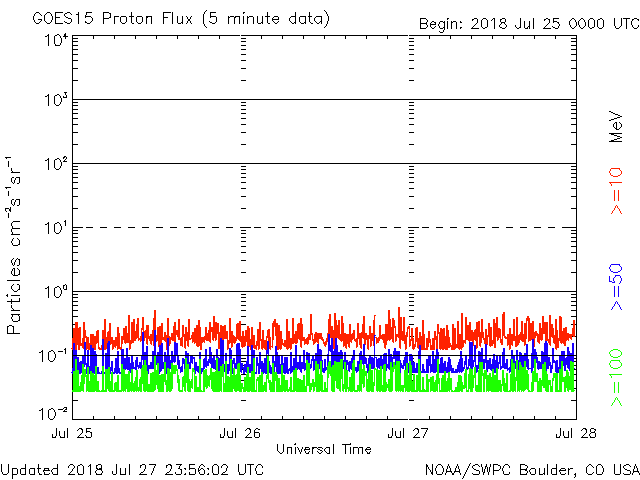 GOES15 Proton Flux (5 minute data)
Begin: 2018 Jul 25 0000 UTC
10⁴
10³
10²
10¹
10⁰
10⁻¹
10⁻²
Particles cm⁻²s⁻¹sr⁻¹
MeV
>=10
>=50
>=100
Jul 25
Jul 26
Jul 27
Jul 28
Universal Time
Updated 2018 Jul 27 23:56:02 UTC
NOAA/SWPC Boulder, CO USA